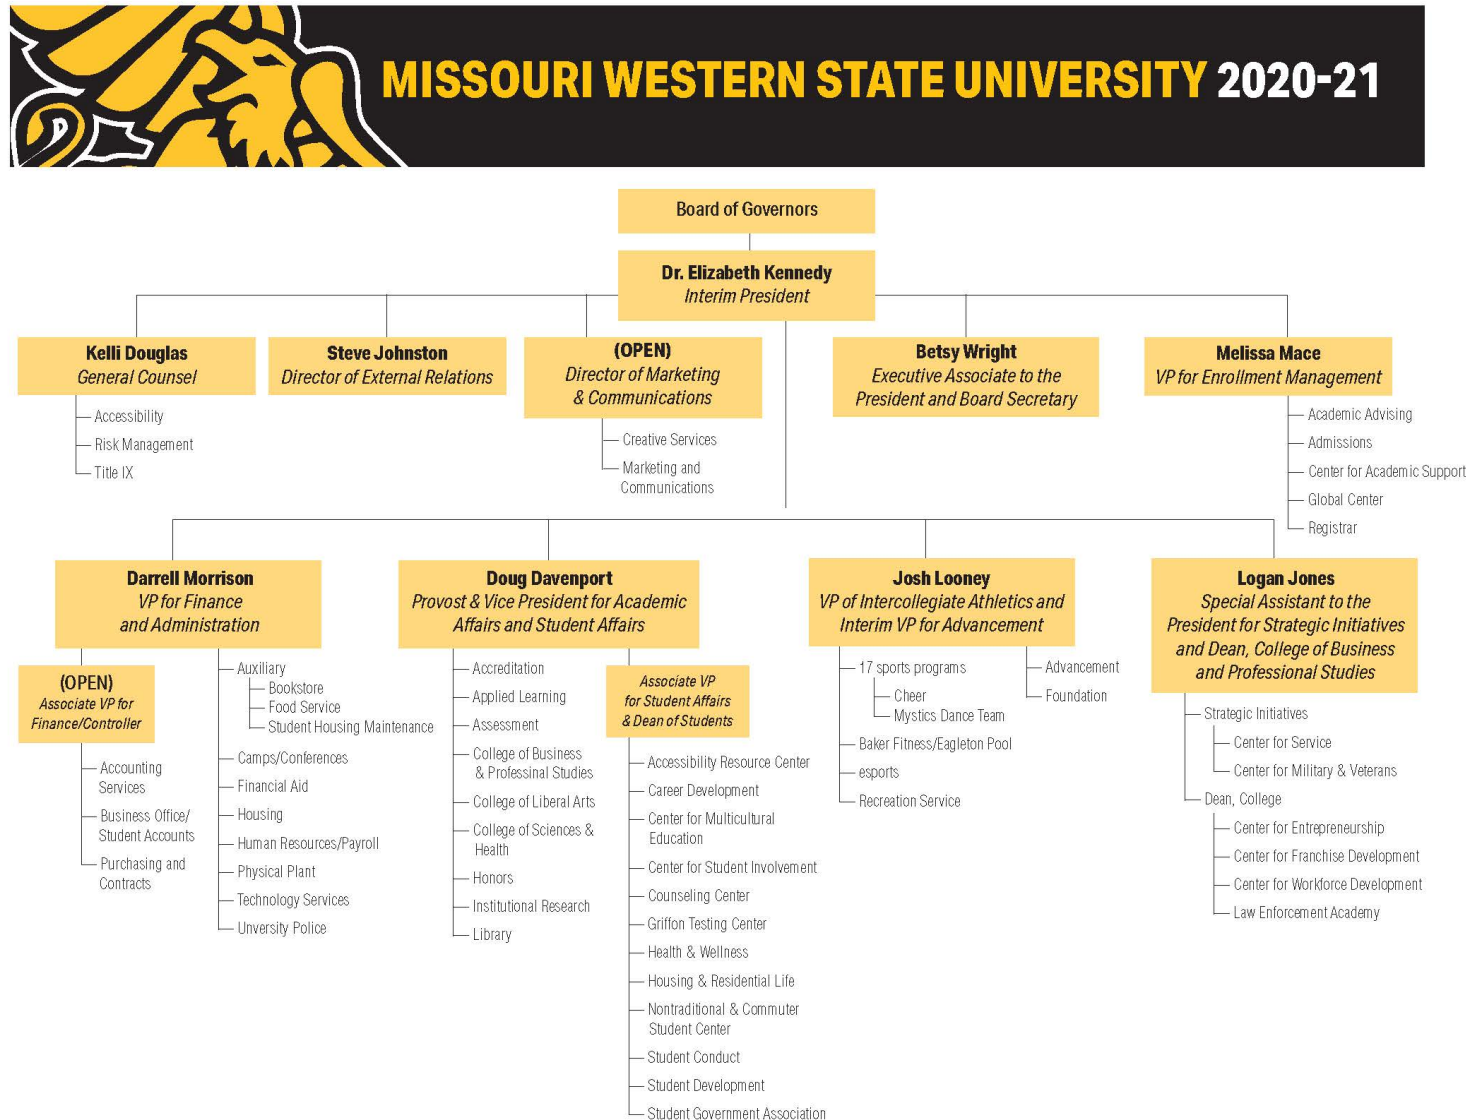 MISSOURI WESTERN STATE UNIVERSITY 2020-21
Board of Governors
Dr. Elizabeth Kennedy
Interim President
Kelli Douglas
General Counsel
Accessibility
Risk Management
Title IX
Steve Johnston
Director of External Relations
(OPEN)
Director of Marketing
& Communications
Creative Services
Marketing and
Communications
Betsy Wright
Executive Associate to the
President and Board Secretary
Melissa Mace
VP for Enrollment Management
Academic Advising
Admissions
Center for Academic Support
Global Center
Registrar
Darrell Morrison
VP for Finance
and Administration
(OPEN)
Associate VP for
Finance/Controller
Accounting
Services
Business Office/
Student Accounts
Purchasing and
Contracts
Auxiliary
Bookstore
Food Service
Student Housing Maintenance
Camps/Conferences
Financial Aid
Housing
Human Resources/Payroll
Physical Plant
Technology Services
Unversity Police
Doug Davenport
Provost & Vice President for Academic
Affairs and Student Affairs
Accreditation
Applied Learning
Assessment
College of Business
& Professinal Studies
College of Liberal Arts
College of Sciences &
Health
Honors
Institutional Research
Library
Associate VP
for Student Affairs
& Dean of Students
Accessibility Resource Center
Career Development
Center for Multicultural
Education
Center for Student Involvement
Counseling Center
Griffon Testing Center
Health & Wellness
Housing & Residential Life
Nontraditional & Commuter
Student Center
Student Conduct
Student Development
Student Government Association
Josh Looney
VP of Intercollegiate Athletics and
Interim VP for Advancement
17 sports programs
Cheer
Mystics Dance Team
Baker Fitness/Eagleton Pool
esports
Recreation Service
Advancement
Foundation
Logan Jones
Special Assistant to the
President for Strategic Initiatives
and Dean, College of Business
and Professional Studies
Strategic Initiatives
Center for Service
Center for Military & Veterans
Dean, College
Center for Entrepreneurship
Center for Franchise Development
Center for Workforce Development
Law Enforcement Academy